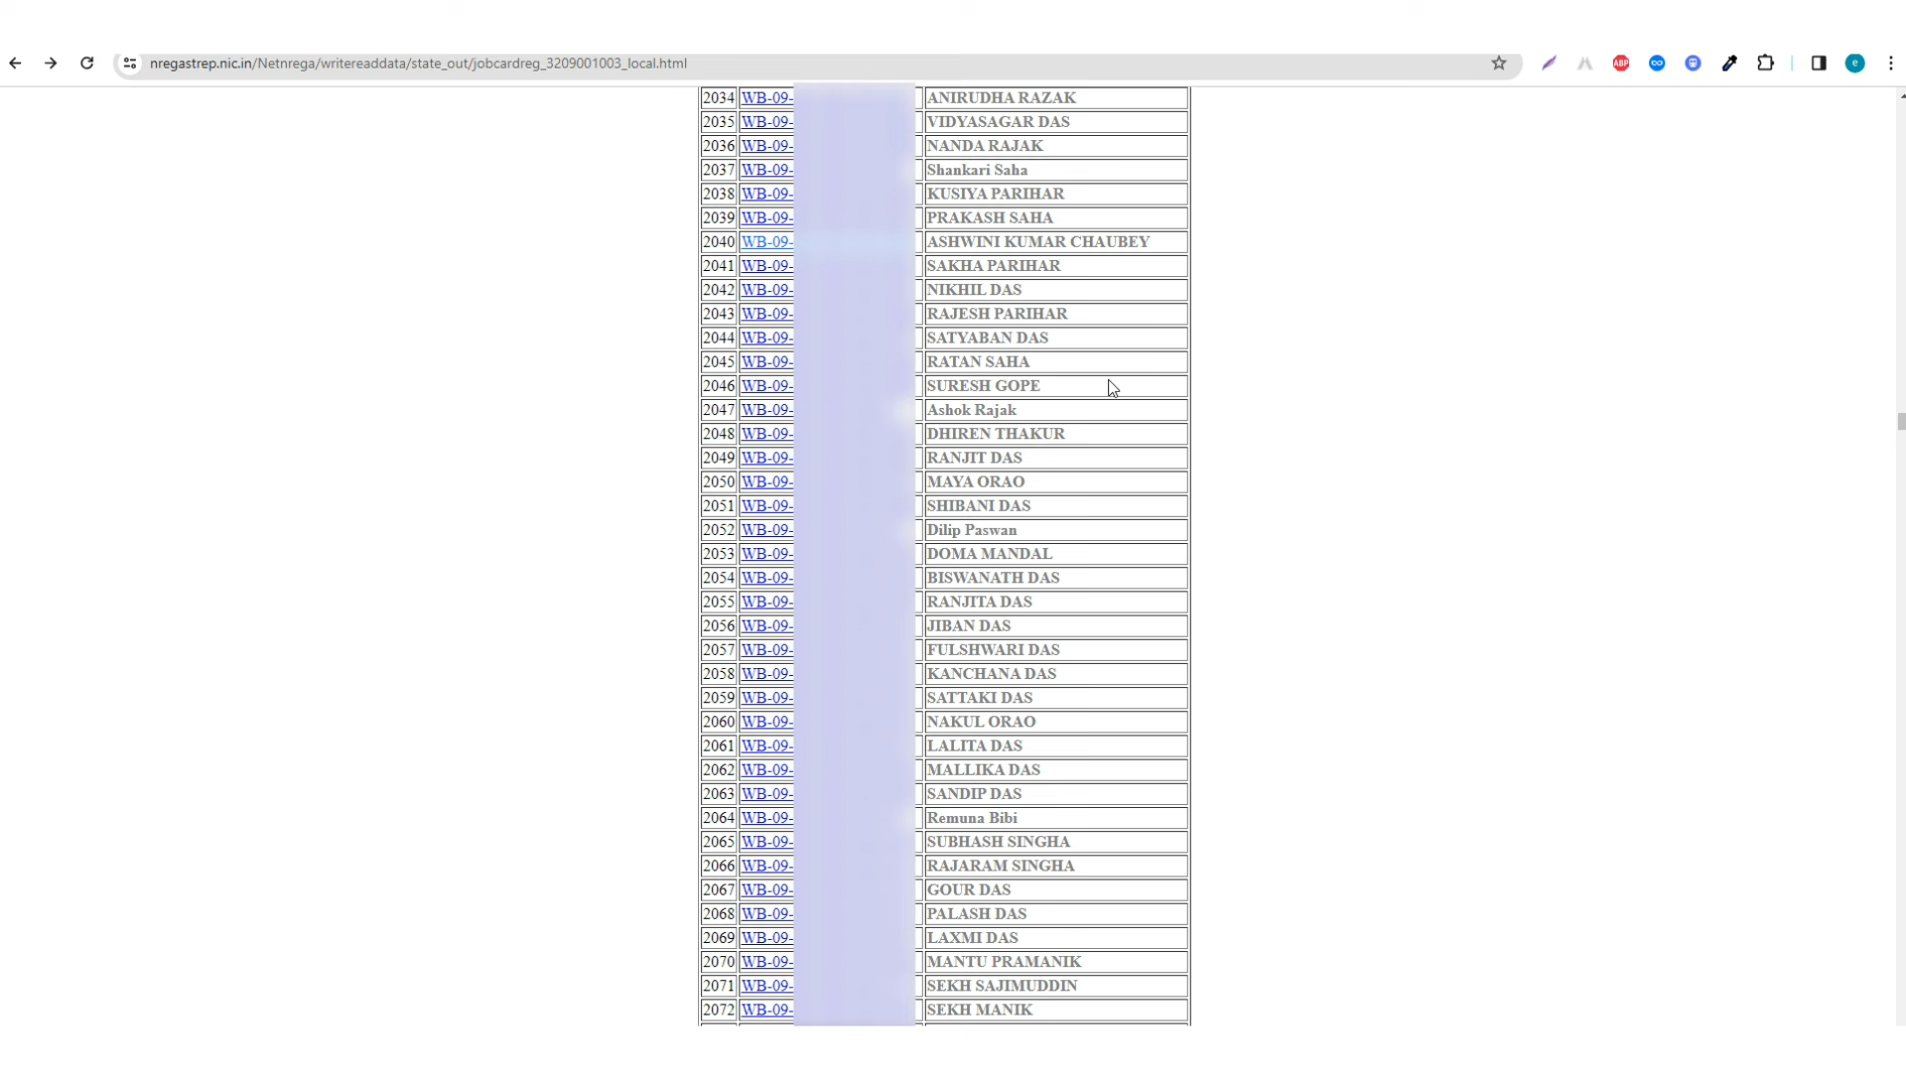 nregastrep.nic.in/Netnrega/writereaddata/state_out/jobcardreg_3209001003_local.html
ABP
e
2034 WB-09- ANIRUDHA RAZAK
2035 WB-09- VIDYASAGAR DAS
2036 WB-09- NANDA RAJAK
2037 WB-09- Shankari Saha
2038 WB-09- KUSIYA PARIHAR
2039 WB-09- PRAKASH SAHA
2040 WB-09- ASHWINI KUMAR CHAUBEY
2041 WB-09- SAKHA PARIHAR
2042 WB-09- NIKHIL DAS
2043 WB-09- RAJESH PARIHAR
2044 WB-09- SATYABAN DAS
2045 WB-09- RATAN SAHA
2046 WB-09- SURESH GOPE
2047 WB-09- Ashok Rajak
2048 WB-09- DHIREN THAKUR
2049 WB-09- RANJIT DAS
2050 WB-09- MAYA ORAO
2051 WB-09- SHIBANI DAS
2052 WB-09- Dilip Paswan
2053 WB-09- DOMA MANDAL
2054 WB-09- BISWANATH DAS
2055 WB-09- RANJITA DAS
2056 WB-09- JIBAN DAS
2057 WB-09- FULSHWARI DAS
2058 WB-09- KANCHANA DAS
2059 WB-09- SATTAKI DAS
2060 WB-09- NAKUL ORAO
2061 WB-09- LALITA DAS
2062 WB-09- MALLIKA DAS
2063 WB-09- SANDIP DAS
2064 WB-09- Remuna Bibi
2065 WB-09- SUBHASH SINGHA
2066 WB-09- RAJARAM SINGHA
2067 WB-09- GOUR DAS
2068 WB-09- PALASH DAS
2069 WB-09- LAXMI DAS
2070 WB-09- MANTU PRAMANIK
2071 WB-09- SEKH SAJIMUDDIN
2072 WB-09- SEKH MANIK